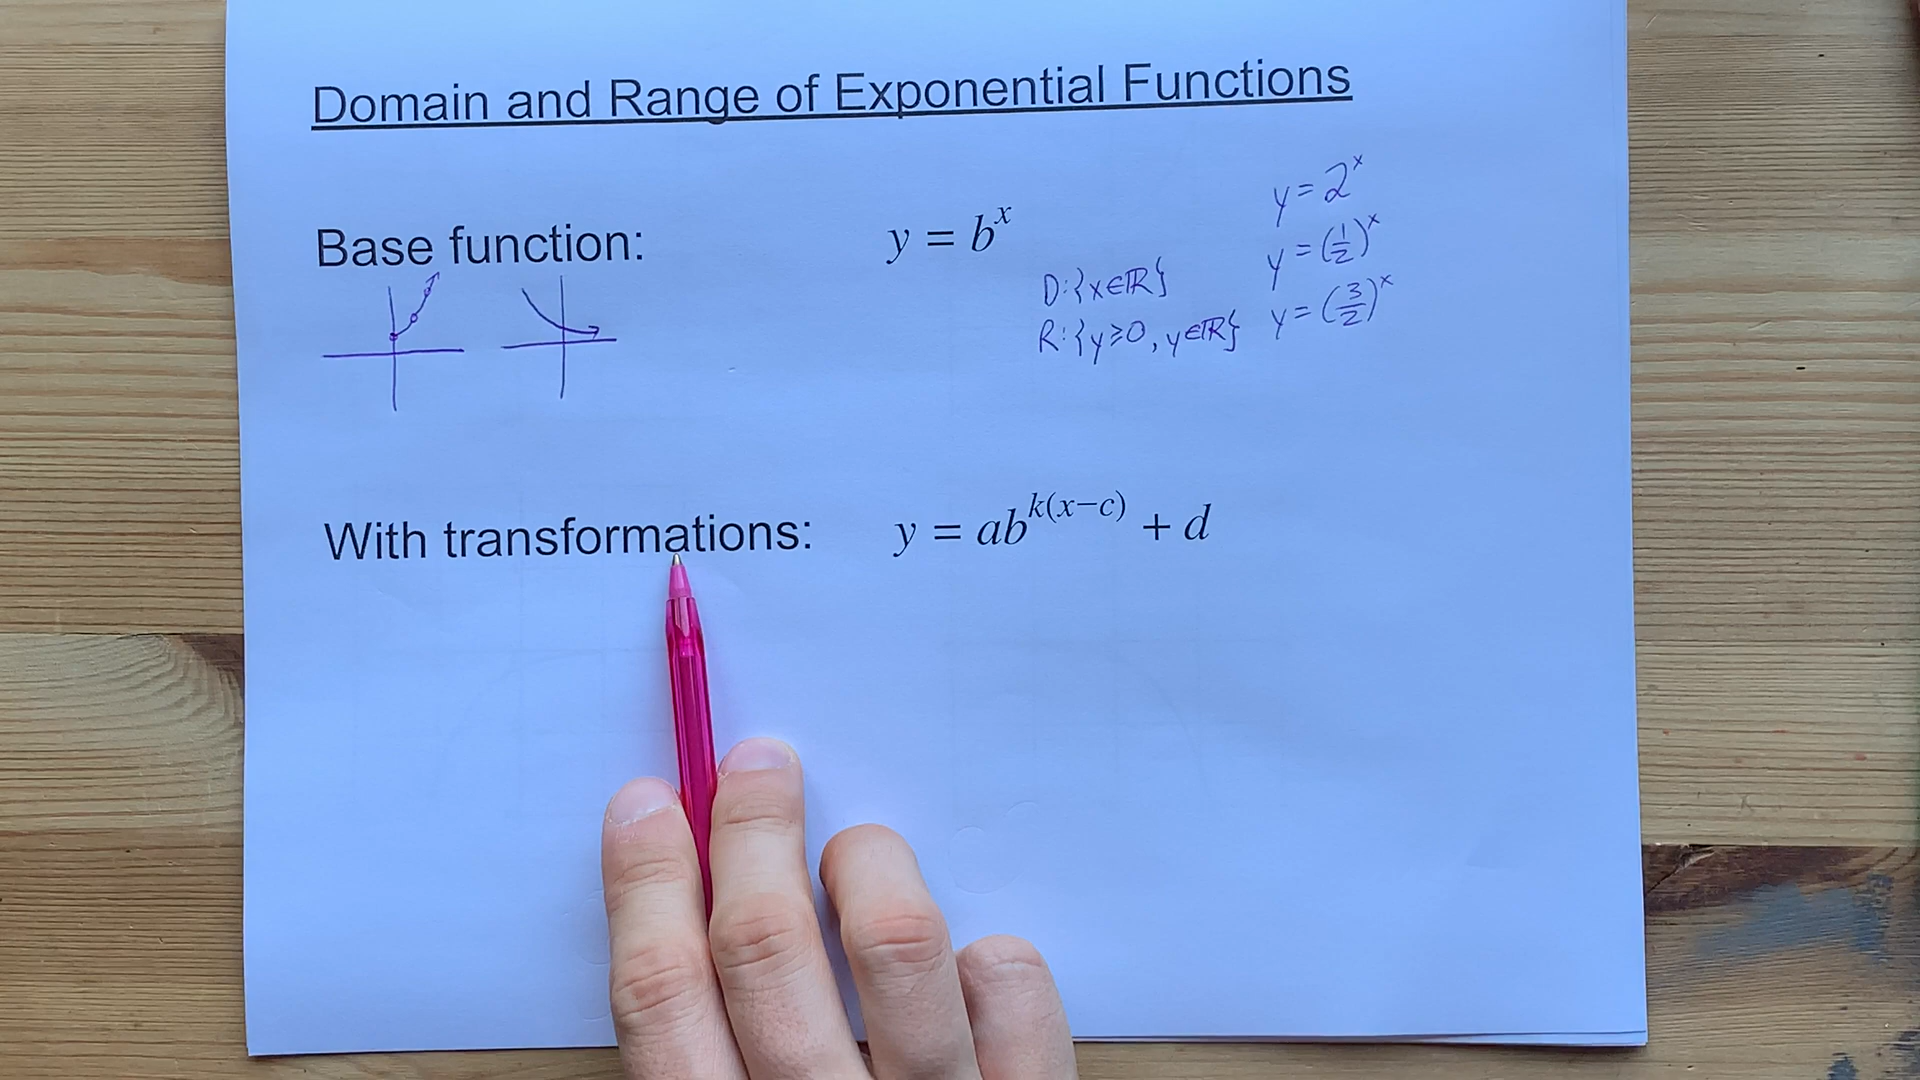 Domain and Range of Exponential Functions
Base function:
y = b^x
D:{x∈ℝ}
R:{y≥0, y∈ℝ}
y = 2^x
y = (1/2)^x
y = (3/2)^x
With transformations:
y = ab^{k(x−c)} + d